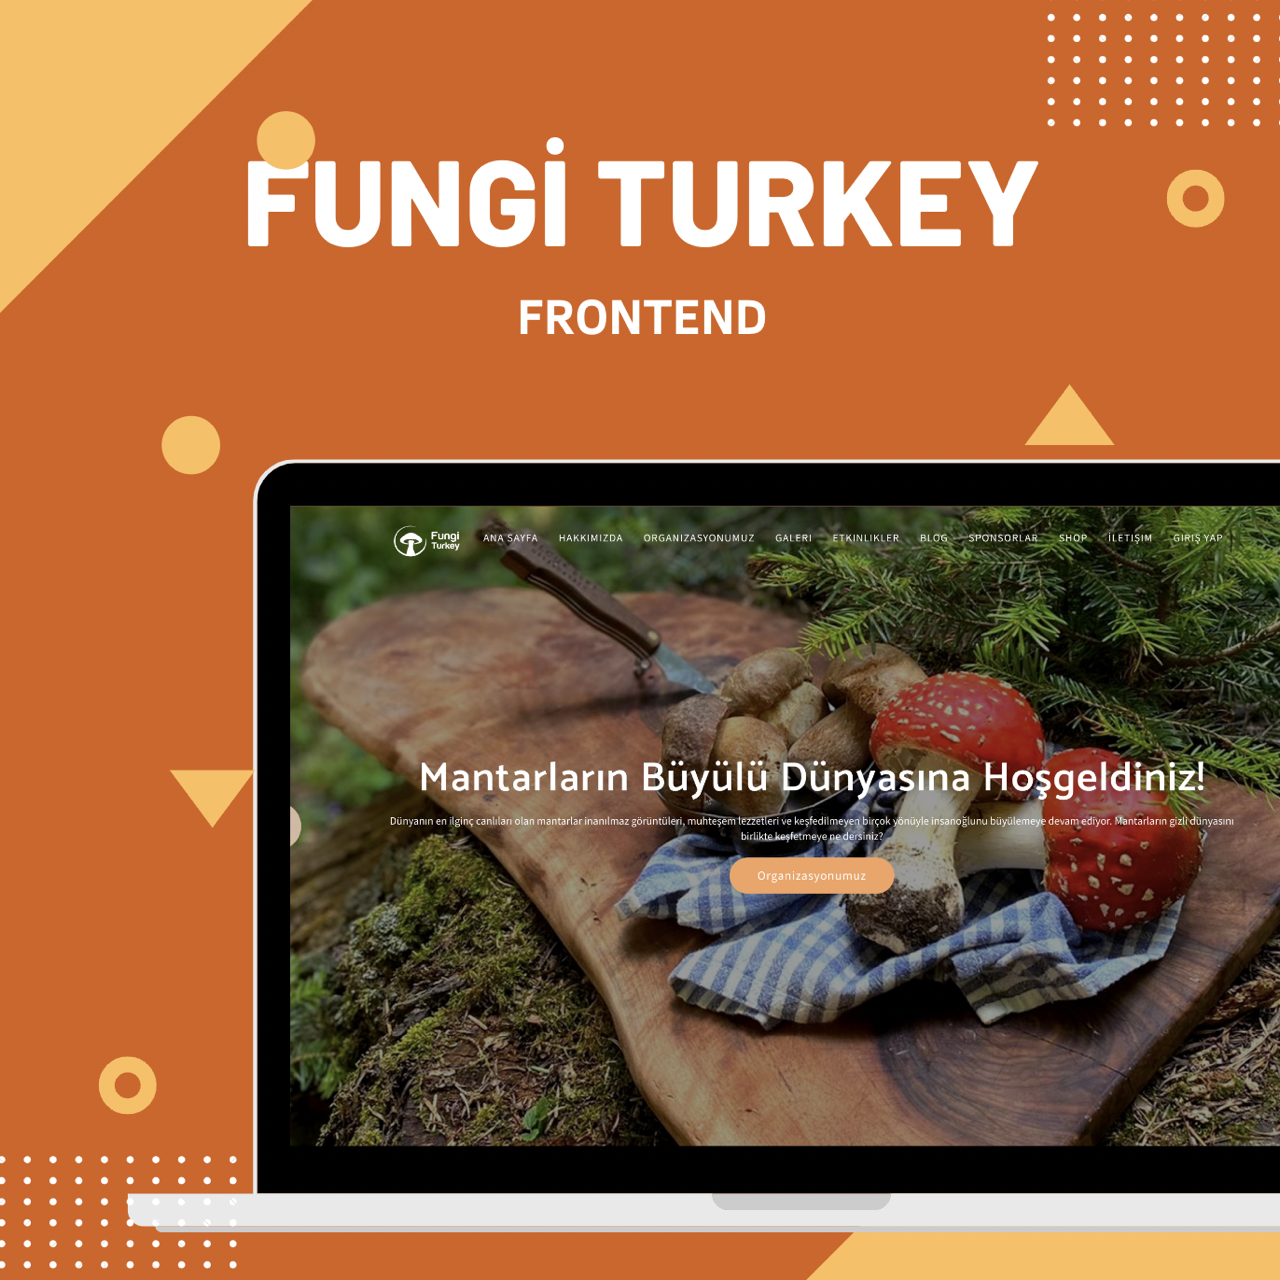 FUNGİ TURKEY
FRONTEND
Fungi
Turkey
ANA SAYFA HAKKIMIZDA ORGANIZASYONUMUZ GALERI ETKINLIKLER BLOG SPONSORLAR SHOP İLETIŞIM GIRIŞ YAP
Mantarların Büyülü Dünyasına Hoşgeldiniz!
Dünyanın en ilginç canlıları olan mantarlar inanılmaz görüntüleri, muhteşem lezzetleri ve keşfedilmeyen birçok yönüyle insanoğlunu büyülemeye devam ediyor. Mantarların gizli dünyasını
birlikte keşfetmeye ne dersiniz?
Organizasyonumuz